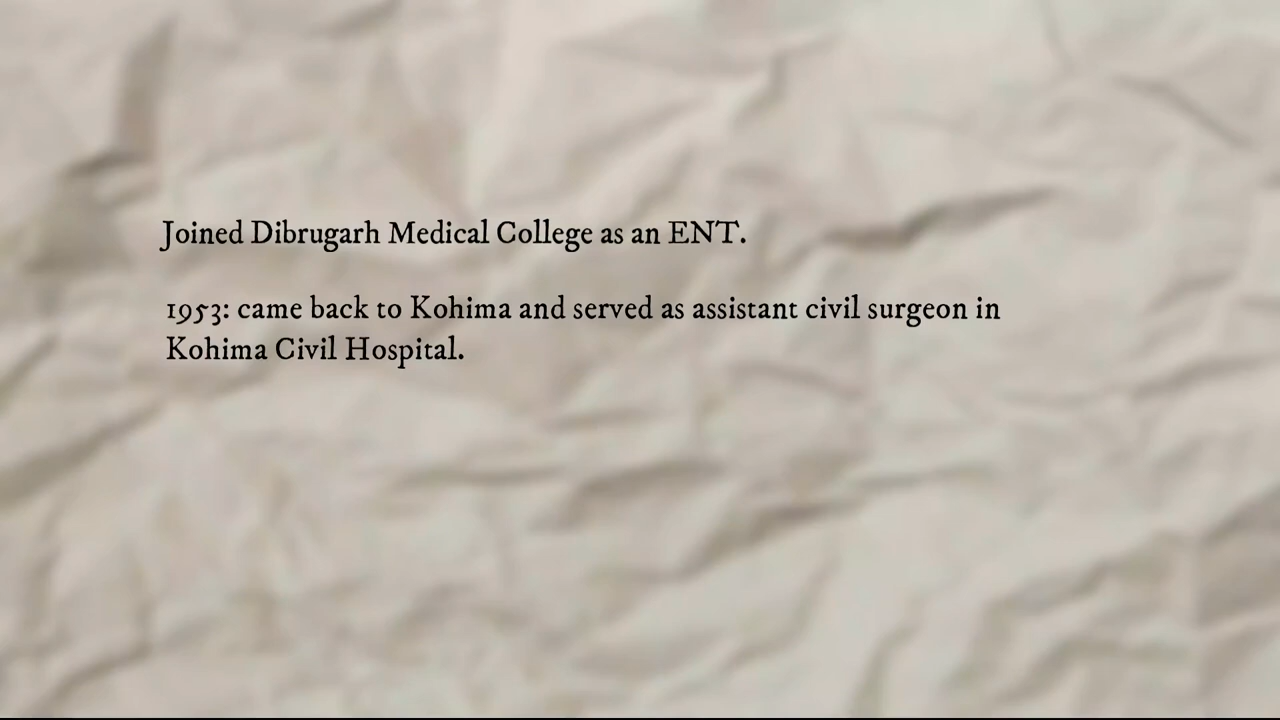 Joined Dibrugarh Medical College as an ENT.
1953: came back to Kohima and served as assistant civil surgeon in
Kohima Civil Hospital.